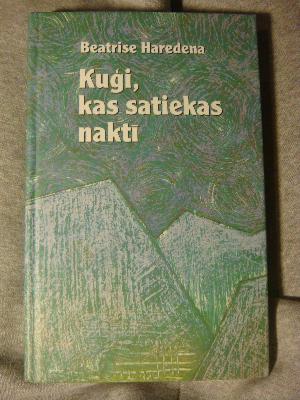 Beatrise Haredena
Kuģi,
kas satiekas
naktī